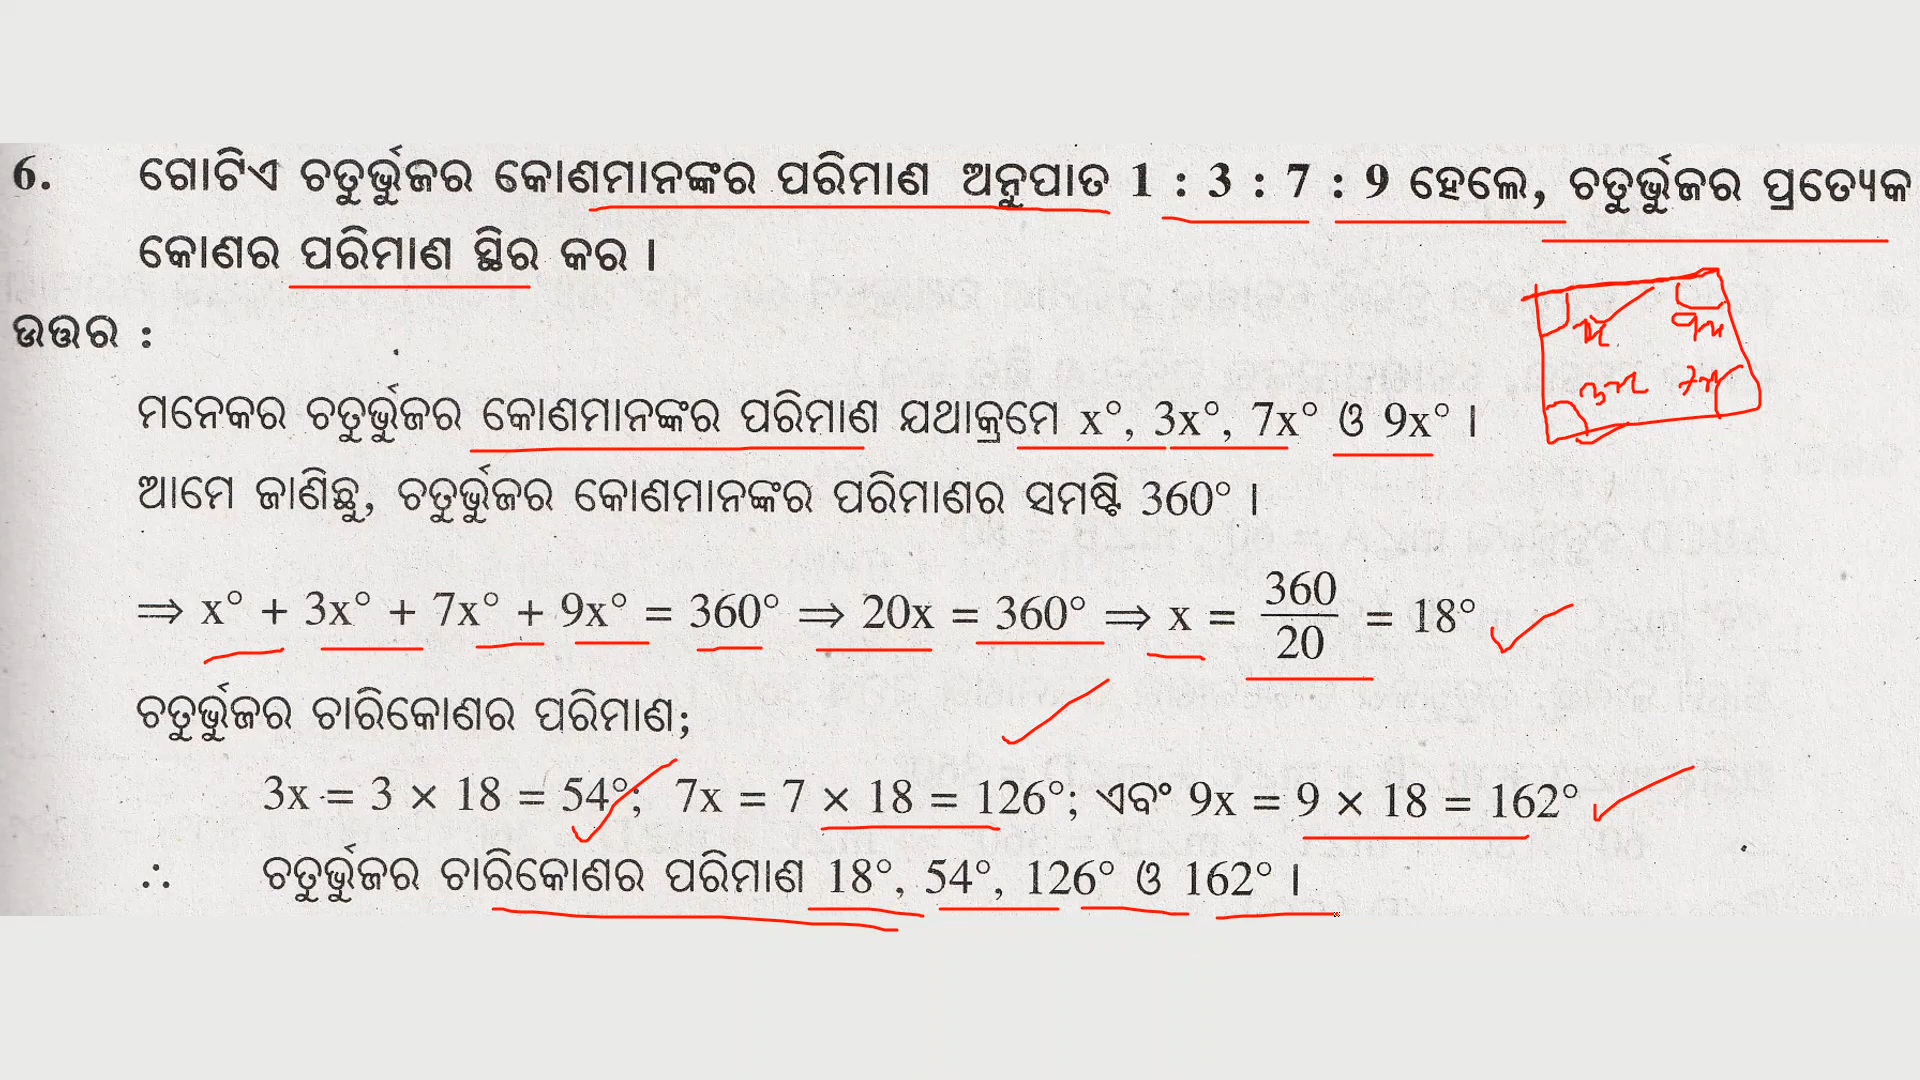 6. ଗୋଟିଏ ଚତୁର୍ଭୁଜର କୋଣମାନଙ୍କର ପରିମାଣ ଅନୁପାତ 1 : 3 : 7 : 9 ହେଲେ, ଚତୁର୍ଭୁଜର ପ୍ରତ୍ୟେକ
କୋଣର ପରିମାଣ ସ୍ଥିର କର ।
ଉତ୍ତର :
ମନେକର ଚତୁର୍ଭୁଜର କୋଣମାନଙ୍କର ପରିମାଣ ଯଥାକ୍ରମେ x°, 3x°, 7x° ଓ 9x° ।
ଆମେ ଜାଣିଛୁ, ଚତୁର୍ଭୁଜର କୋଣମାନଙ୍କର ପରିମାଣର ସମଷ୍ଟି 360° ।
⇒ x° + 3x° + 7x° + 9x° = 360° ⇒ 20x = 360° ⇒ x = 360/20 = 18°
ଚତୁର୍ଭୁଜର ଚାରିକୋଣର ପରିମାଣ;
3x = 3 × 18 = 54°; 7x = 7 × 18 = 126°; ଏବଂ 9x = 9 × 18 = 162°
∴ ଚତୁର୍ଭୁଜର ଚାରିକୋଣର ପରିମାଣ 18°, 54°, 126° ଓ 162° ।